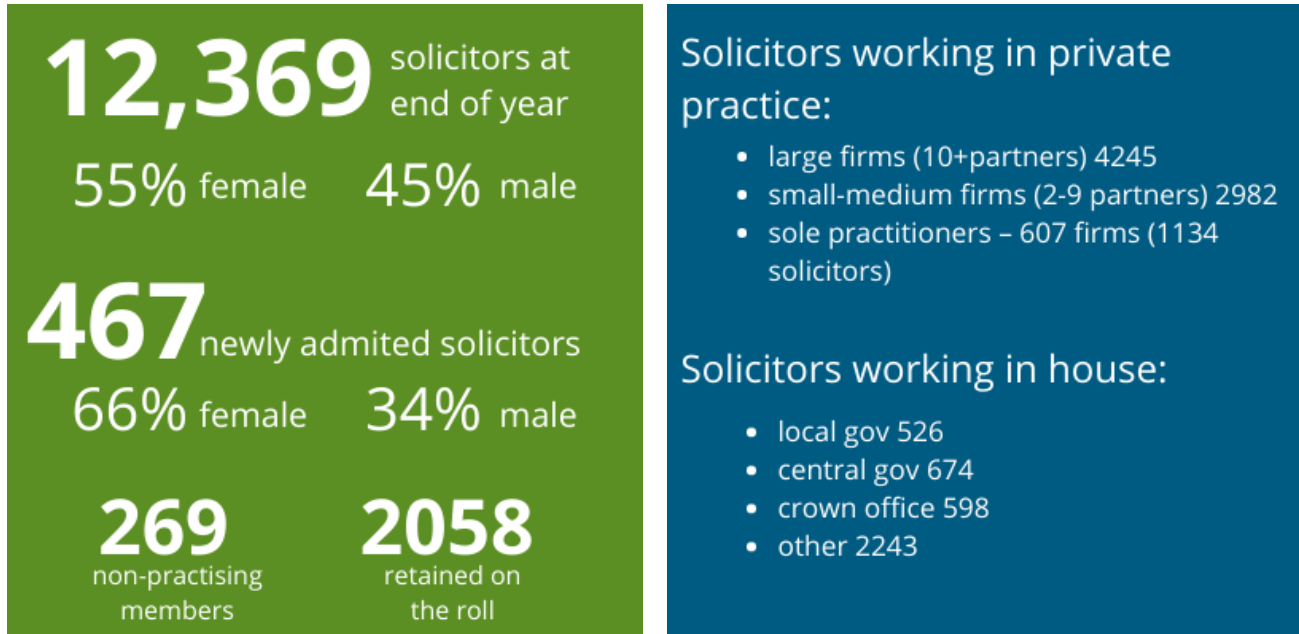 12,369 solicitors at
end of year
55% female 45% male
467 newly admited solicitors
66% female 34% male
269 2058
non-practising retained on
members the roll
Solicitors working in private
practice:
• large firms (10+partners) 4245
• small-medium firms (2-9 partners) 2982
• sole practitioners – 607 firms (1134
solicitors)
Solicitors working in house:
• local gov 526
• central gov 674
• crown office 598
• other 2243